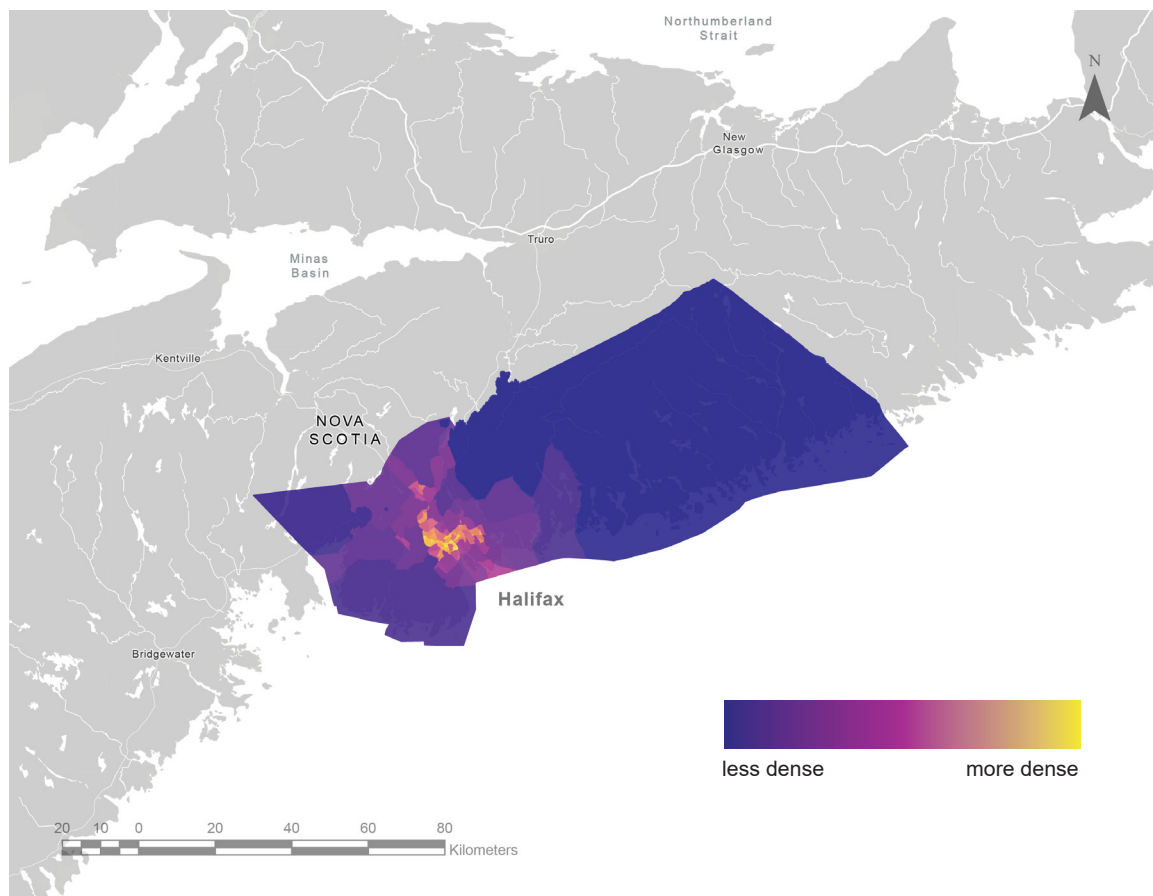 Northumberland
Strait
N
New
Glasgow
Truro
Minas
Basin
Kentville
NOVA
SCOTIA
Halifax
Bridgewater
less dense more dense
20 10 0 20 40 60 80
Kilometers